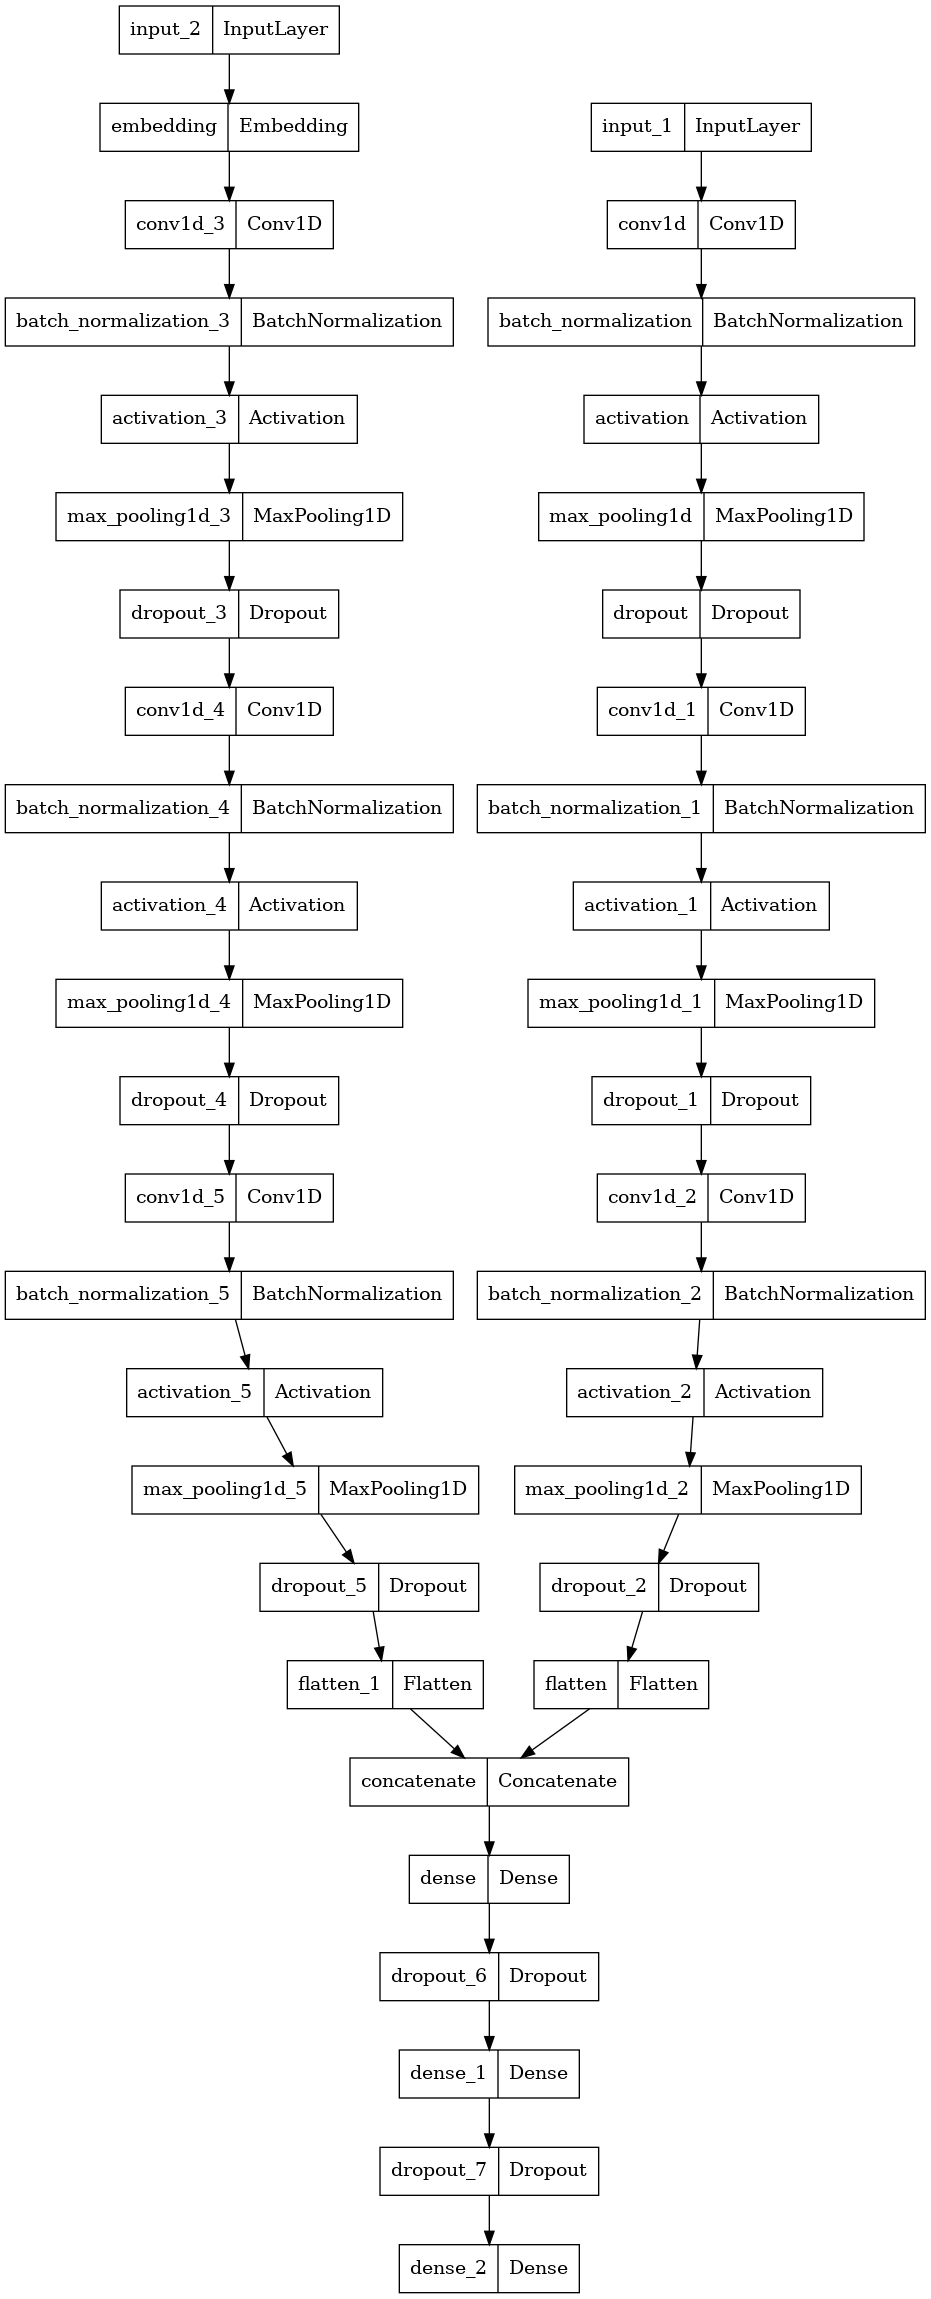 input_2 InputLayer
embedding Embedding
input_1 InputLayer
conv1d_3 Conv1D
conv1d Conv1D
batch_normalization_3 BatchNormalization
batch_normalization BatchNormalization
activation_3 Activation
activation Activation
max_pooling1d_3 MaxPooling1D
max_pooling1d MaxPooling1D
dropout_3 Dropout
dropout Dropout
conv1d_4 Conv1D
conv1d_1 Conv1D
batch_normalization_4 BatchNormalization
batch_normalization_1 BatchNormalization
activation_4 Activation
activation_1 Activation
max_pooling1d_4 MaxPooling1D
max_pooling1d_1 MaxPooling1D
dropout_4 Dropout
dropout_1 Dropout
conv1d_5 Conv1D
conv1d_2 Conv1D
batch_normalization_5 BatchNormalization
batch_normalization_2 BatchNormalization
activation_5 Activation
activation_2 Activation
max_pooling1d_5 MaxPooling1D
max_pooling1d_2 MaxPooling1D
dropout_5 Dropout
dropout_2 Dropout
flatten_1 Flatten
flatten Flatten
concatenate Concatenate
dense Dense
dropout_6 Dropout
dense_1 Dense
dropout_7 Dropout
dense_2 Dense